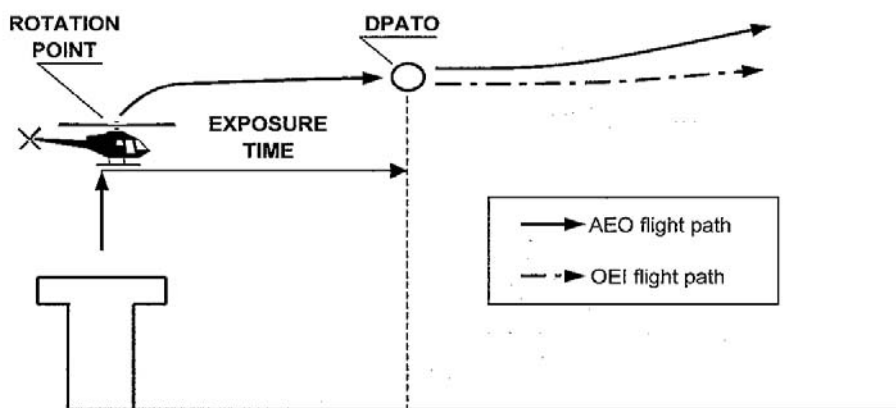 ROTATION
POINT
DPATO
EXPOSURE
TIME
AEO flight path
OEI flight path